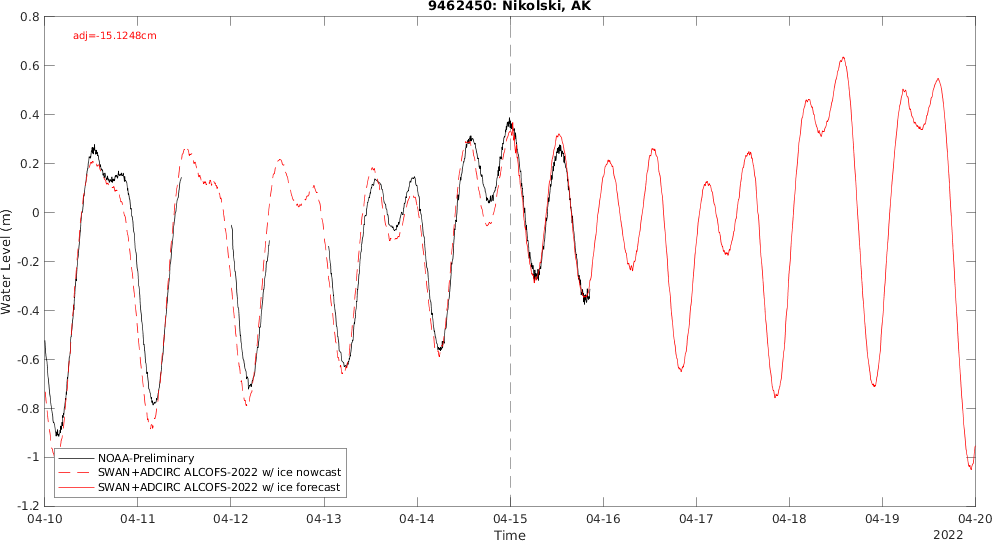 9462450: Nikolski, AK
adj=-15.1248cm
0.8
0.6
0.4
0.2
0
-0.2
-0.4
-0.6
-0.8
-1
-1.2
Water Level (m)
NOAA-Preliminary
SWAN+ADCIRC ALCOFS-2022 w/ ice nowcast
SWAN+ADCIRC ALCOFS-2022 w/ ice forecast
04-10 04-11 04-12 04-13 04-14 04-15 04-16 04-17 04-18 04-19 04-20
Time
2022